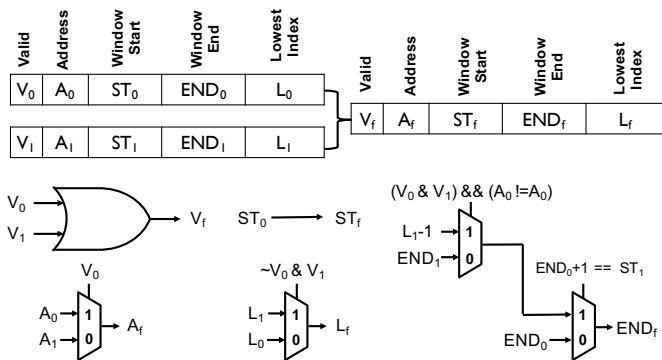 Valid Address Window Start Window End Lowest Index
V0 A0 ST0 END0 L0
V1 A1 ST1 END1 L1
Valid Address Window Start Window End Lowest Index
Vf Af STf ENDf Lf
V0
V1
Vf
ST0 STf
(V0 & V1) && (A0 !=A0)
L1-1 1
END1 0
END0+1 == ST1
1
END0 0 ENDf
V0
A0 1
A1 0 Af
~V0 & V1
L1 1
L0 0 Lf